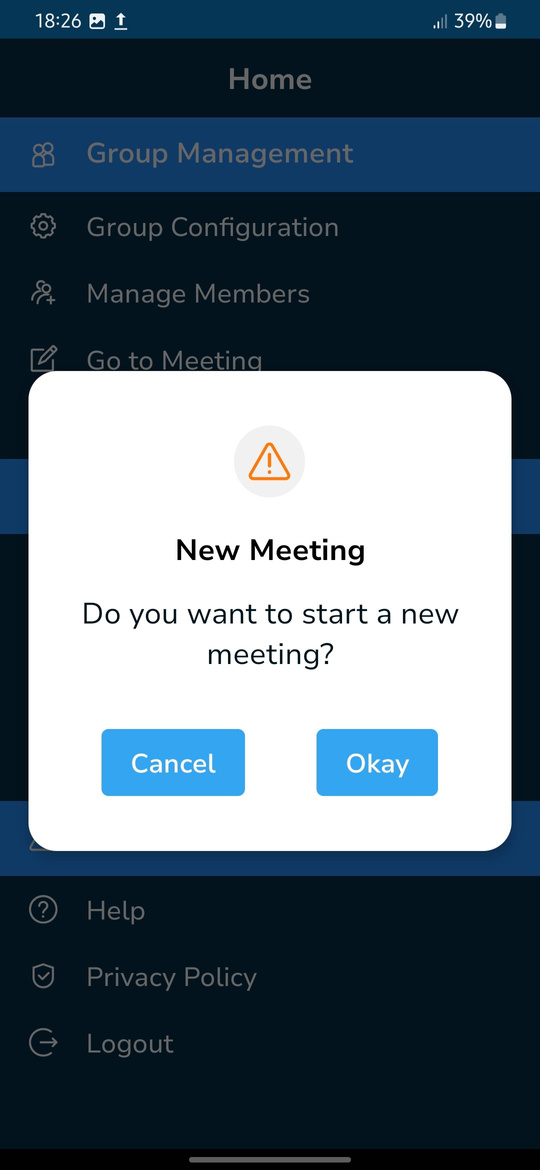 18:26
39%
Home
Group Management
Group Configuration
Manage Members
Go to Meeting
New Meeting
Do you want to start a new
meeting?
Cancel
Okay
Help
Privacy Policy
Logout